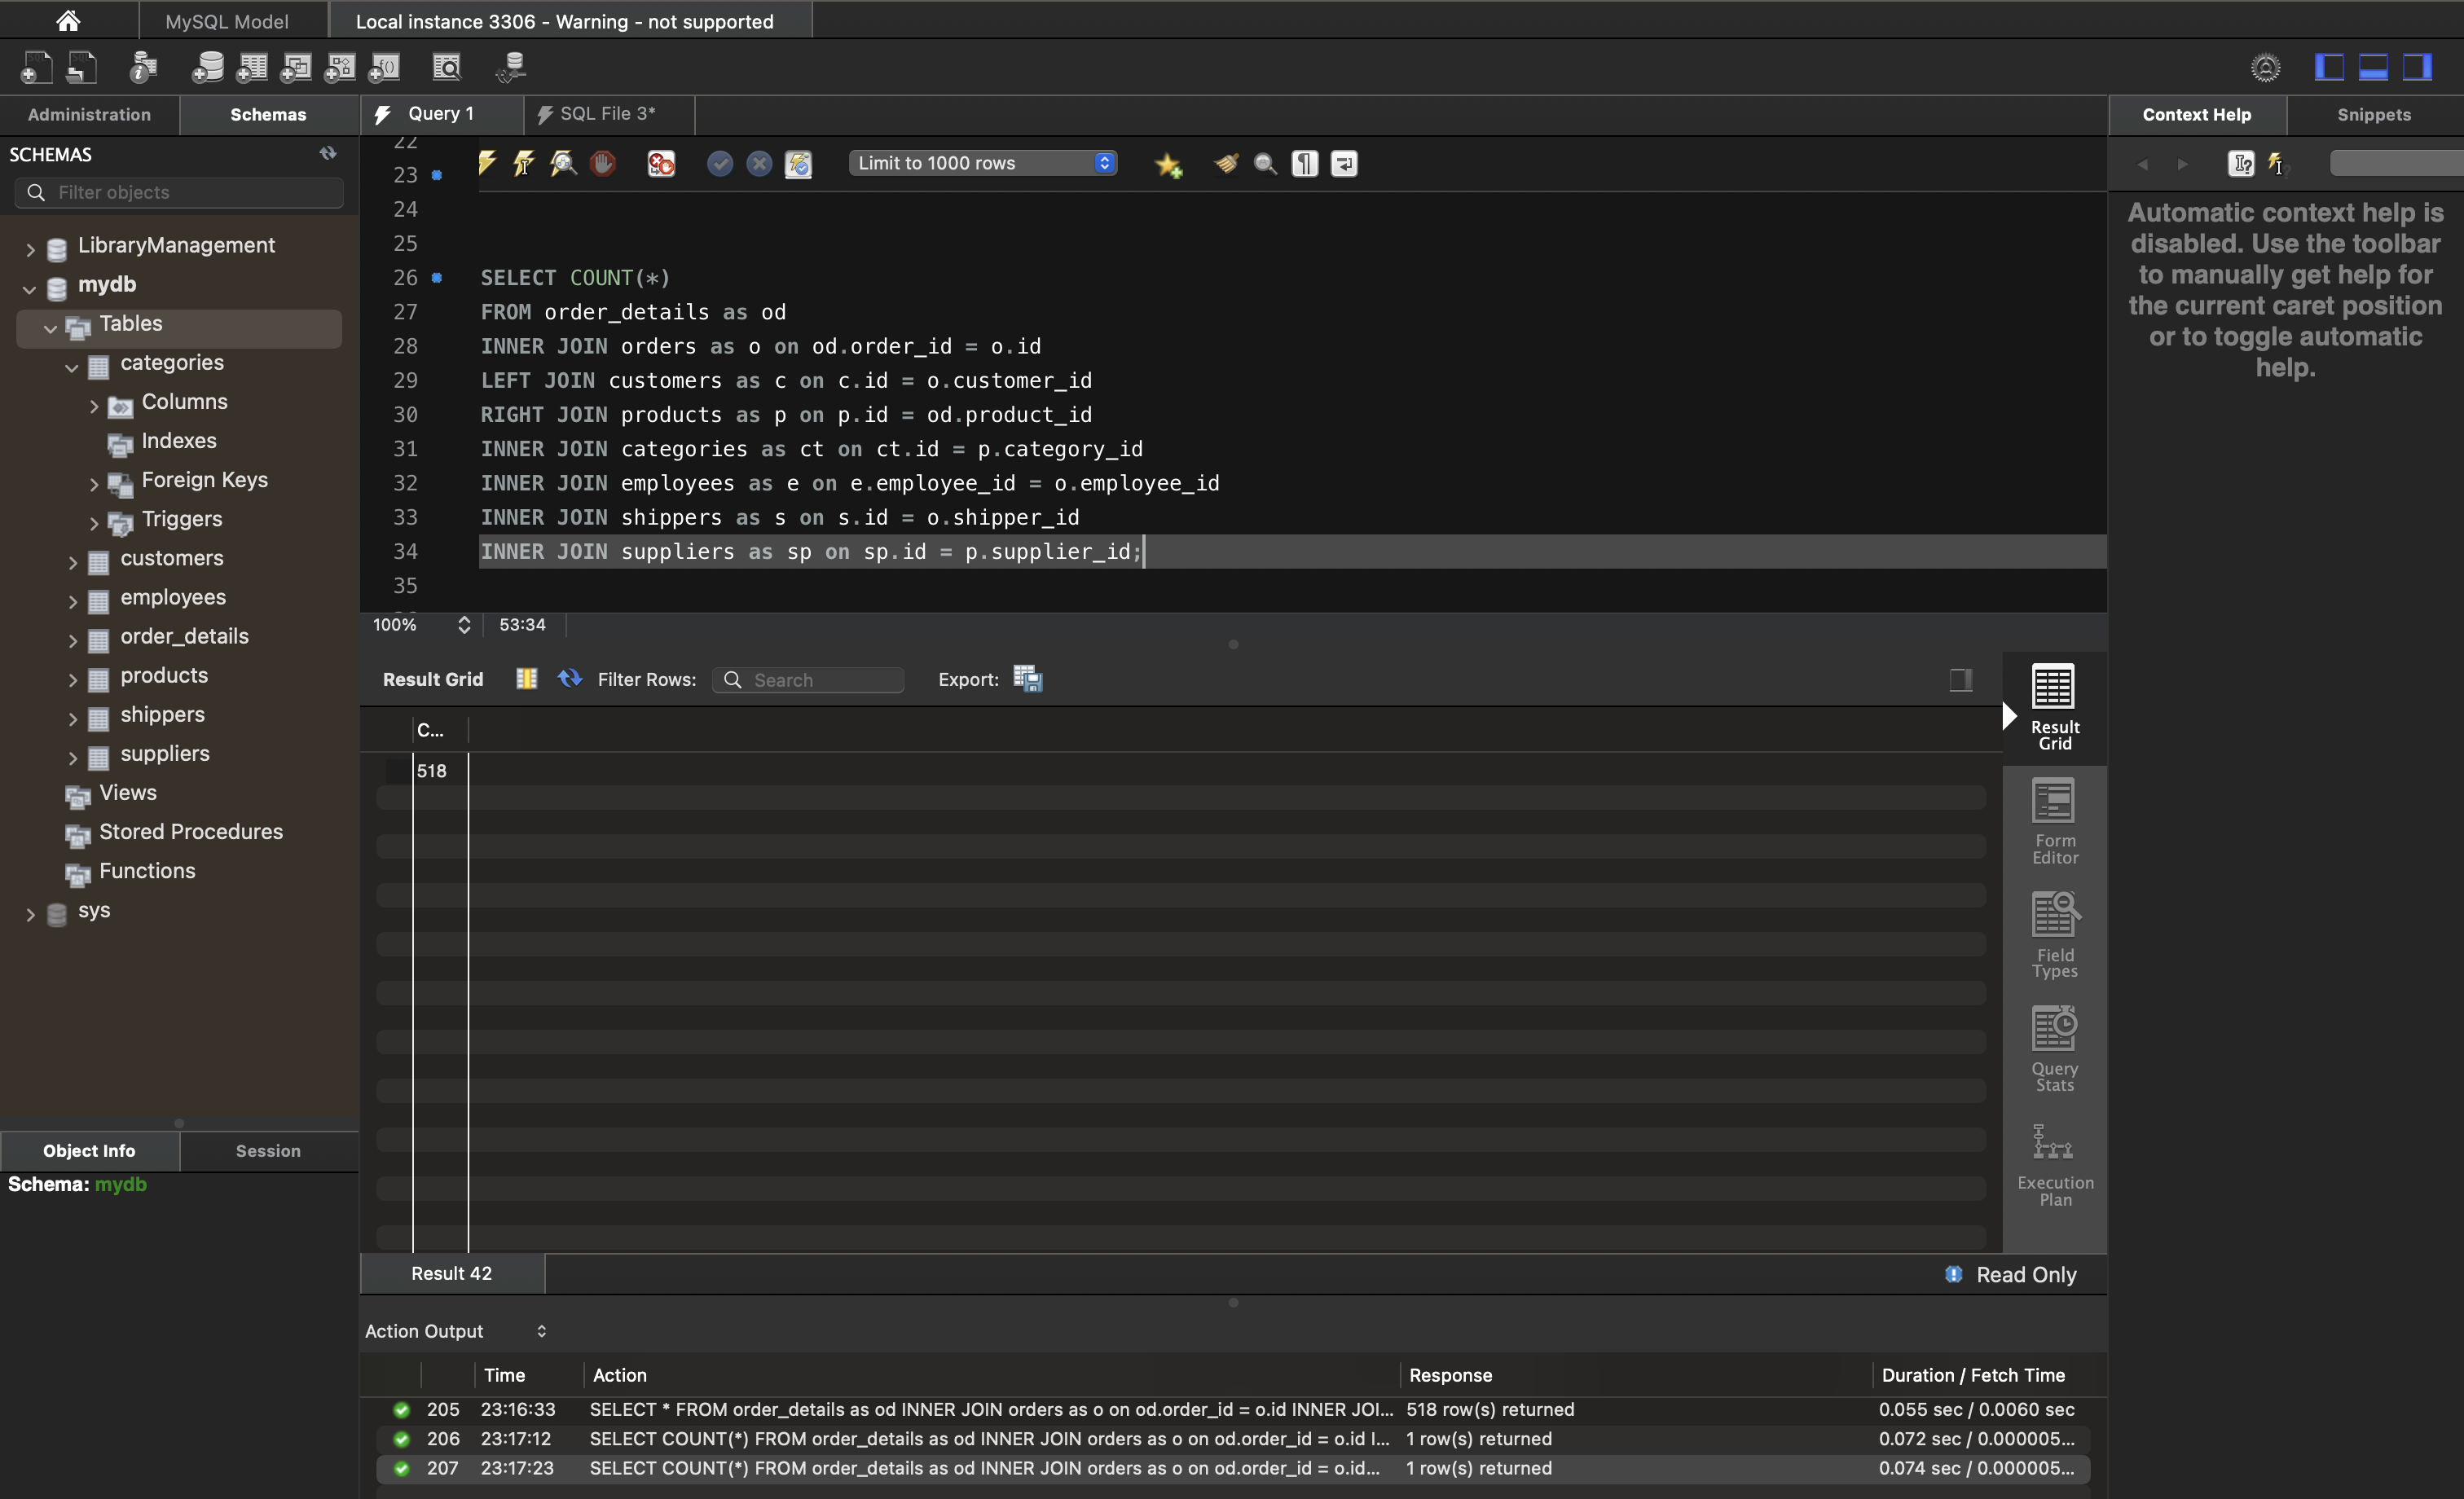 MySQL Model
Local instance 3306 - Warning - not supported
Administration
Schemas
Query 1
SQL File 3*
Context Help
Snippets
SCHEMAS
Filter objects
LibraryManagement
mydb
Tables
categories
Columns
Indexes
Foreign Keys
Triggers
customers
employees
order_details
products
shippers
suppliers
Views
Stored Procedures
Functions
sys
Object Info
Session
Schema: mydb
Limit to 1000 rows
22
23
24
25
26 SELECT COUNT(*)
27 FROM order_details as od
28 INNER JOIN orders as o on od.order_id = o.id
29 LEFT JOIN customers as c on c.id = o.customer_id
30 RIGHT JOIN products as p on p.id = od.product_id
31 INNER JOIN categories as ct on ct.id = p.category_id
32 INNER JOIN employees as e on e.employee_id = o.employee_id
33 INNER JOIN shippers as s on s.id = o.shipper_id
34 INNER JOIN suppliers as sp on sp.id = p.supplier_id;
35
100%
53:34
Result Grid
Filter Rows:
Search
Export:
C...
518
Result
Grid
Form
Editor
Field
Types
Query
Stats
Execution
Plan
Result 42
Read Only
Action Output
Time Action Response Duration / Fetch Time
205 23:16:33 SELECT * FROM order_details as od INNER JOIN orders as o on od.order_id = o.id INNER JOI... 518 row(s) returned 0.055 sec / 0.0060 sec
206 23:17:12 SELECT COUNT(*) FROM order_details as od INNER JOIN orders as o on od.order_id = o.id I... 1 row(s) returned 0.072 sec / 0.000005...
207 23:17:23 SELECT COUNT(*) FROM order_details as od INNER JOIN orders as o on od.order_id = o.id... 1 row(s) returned 0.074 sec / 0.000005...
Automatic context help is
disabled. Use the toolbar
to manually get help for
the current caret position
or to toggle automatic
help.